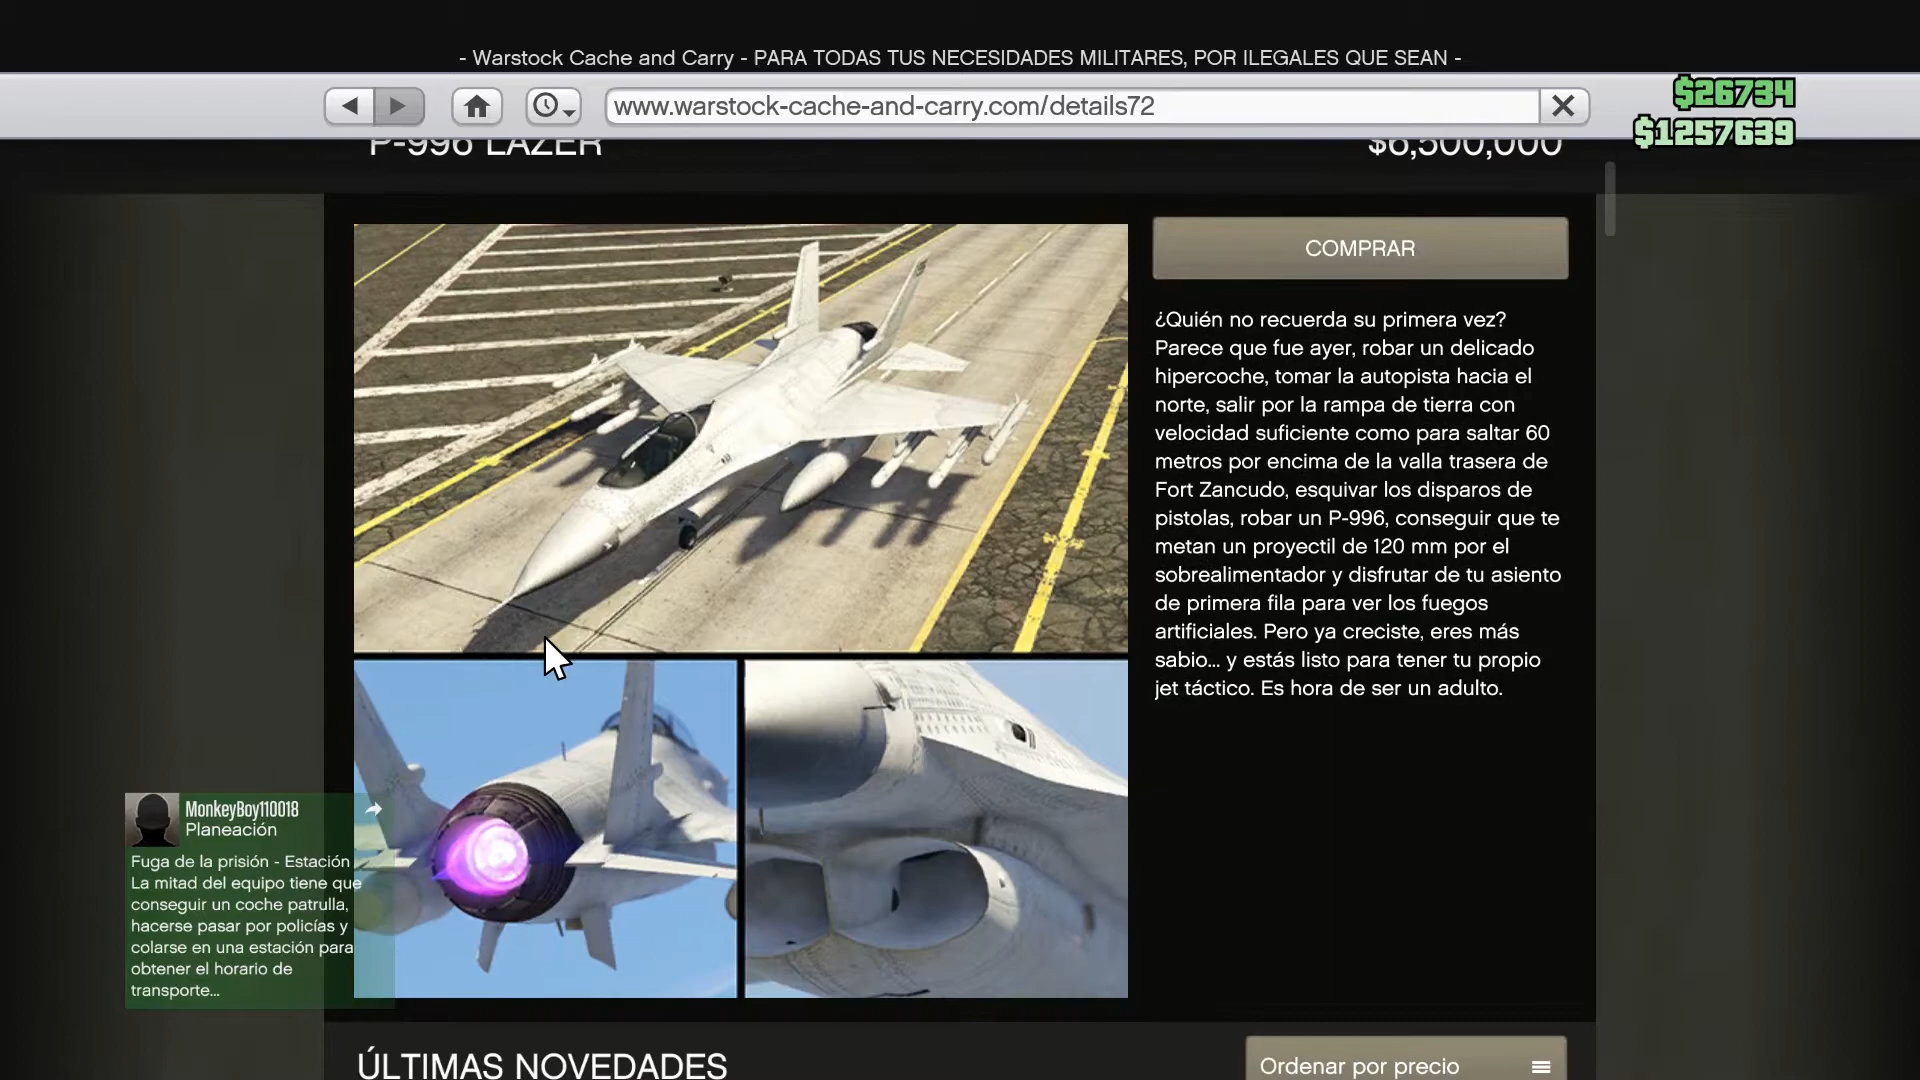 - Warstock Cache and Carry - PARA TODAS TUS NECESIDADES MILITARES, POR ILEGALES QUE SEAN -
www.warstock-cache-and-carry.com/details72
$26734
$1257639
P-996 LAZER
$6,500,000
COMPRAR
¿Quién no recuerda su primera vez?
Parece que fue ayer, robar un delicado
hipercoche, tomar la autopista hacia el
norte, salir por la rampa de tierra con
velocidad suficiente como para saltar 60
metros por encima de la valla trasera de
Fort Zancudo, esquivar los disparos de
pistolas, robar un P-996, conseguir que te
metan un proyectil de 120 mm por el
sobrealimentador y disfrutar de tu asiento
de primera fila para ver los fuegos
artificiales. Pero ya creciste, eres más
sabio... y estás listo para tener tu propio
jet táctico. Es hora de ser un adulto.
MonkeyBoy110018
Planeación
Fuga de la prisión - Estación
La mitad del equipo tiene que
conseguir un coche patrulla,
hacerse pasar por policías y
colarse en una estación para
obtener el horario de
transporte...
ÚLTIMAS NOVEDADES
Ordenar por precio